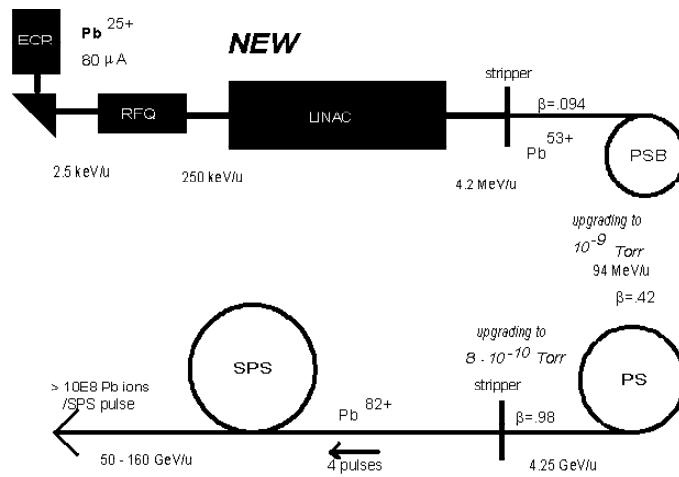 ECR
Pb 25+
80 μA
NEW
RFQ
LINAC
stripper
β=.094
Pb 53+
PSB
2.5 keV/u
250 keV/u
4.2 MeV/u
upgrading to
10-9 Torr
94 MeV/u
β=.42
SPS
upgrading to
8 · 10-10 Torr
stripper
PS
> 10E8 Pb ions
/SPS pulse
Pb 82+
β=.98
50 - 160 GeV/u
4 pulses
4.25 GeV/u